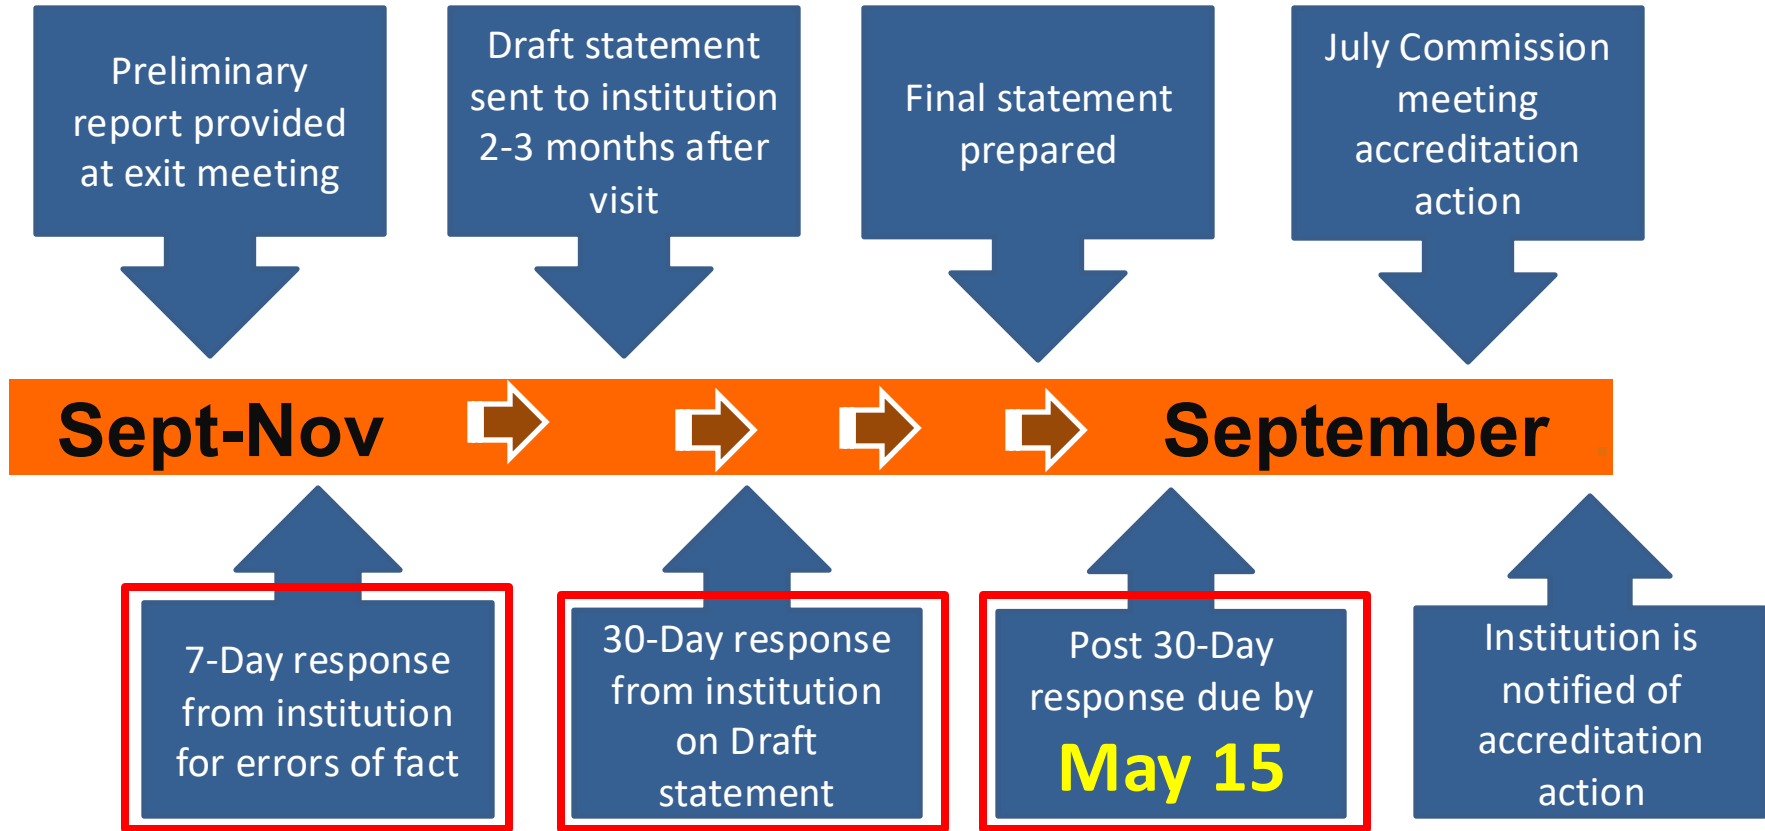 Preliminary
report provided
at exit meeting
Draft statement
sent to institution
2-3 months after
visit
Final statement
prepared
July Commission
meeting
accreditation
action
Sept-Nov
September
7-Day response
from institution
for errors of fact
30-Day response
from institution
on Draft
statement
Post 30-Day
response due by
May 15
Institution is
notified of
accreditation
action